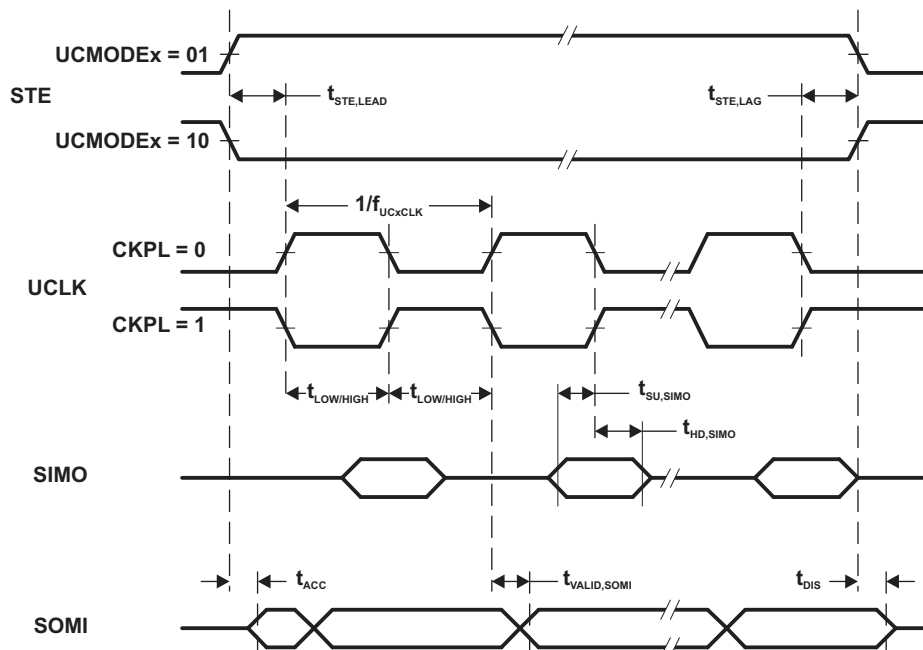 UCMODEx = 01
STE
tSTE,LEAD
tSTE,LAG
UCMODEx = 10
1/fUCxCLK
CKPL = 0
UCLK
CKPL = 1
tLOW/HIGH tLOW/HIGH
tSU,SIMO
tHD,SIMO
SIMO
tACC
tVALID,SOMI
tDIS
SOMI